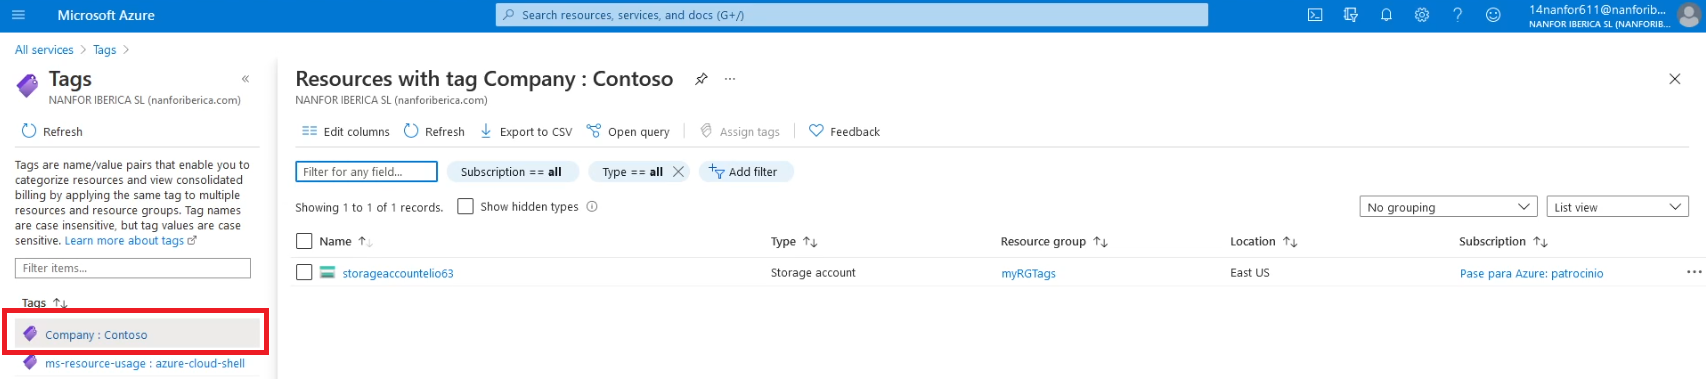 Microsoft Azure
Search resources, services, and docs (G+/)
14nanfor611@nanforib...
NANFOR IBERICA SL (NANFORIB...
All services > Tags >
Tags
NANFOR IBERICA SL (nanforiberica.com)
Refresh
Tags are name/value pairs that enable you to
categorize resources and view consolidated
billing by applying the same tag to multiple
resources and resource groups. Tag names
are case insensitive, but tag values are case
sensitive. Learn more about tags
Filter items...
Tags
Company : Contoso
ms-resource-usage : azure-cloud-shell
Resources with tag Company : Contoso
NANFOR IBERICA SL (nanforiberica.com)
Edit columns Refresh Export to CSV Open query Assign tags Feedback
Filter for any field... Subscription == all Type == all Add filter
Showing 1 to 1 of 1 records. Show hidden types No grouping List view
Name Type Resource group Location Subscription
storageaccountelio63 Storage account myRGTags East US Pase para Azure: patrocinio